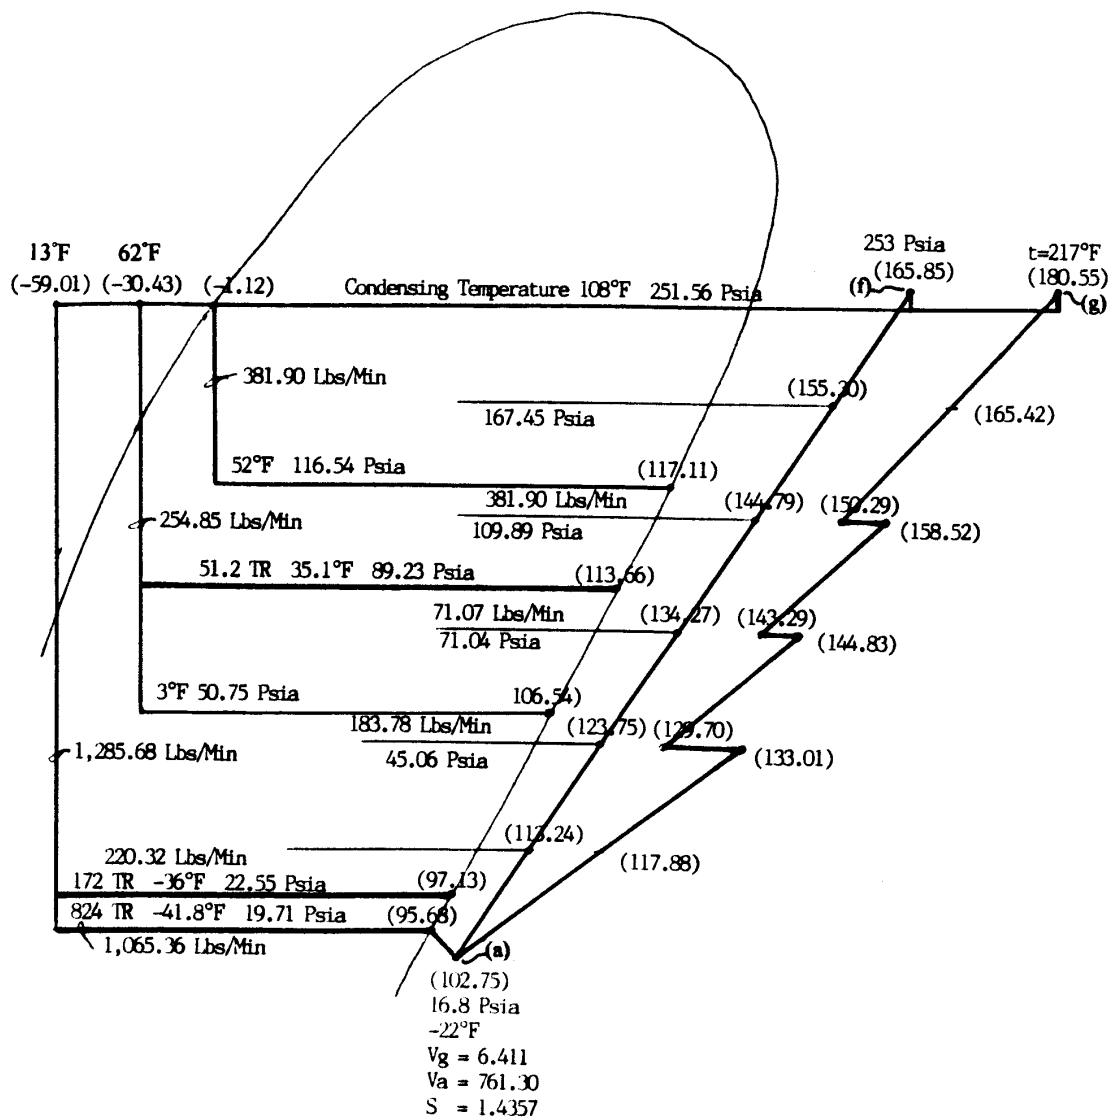 253 Psia
13°F 62°F t=217°F
(-59.01) (-30.43) (-1.12) (165.85) (180.55)
Condensing Temperature 108°F 251.56 Psia (f) (g)
381.90 Lbs/Min
(155.30)
167.45 Psia (165.42)
52°F 116.54 Psia (117.11)
381.90 Lbs/Min (144.79) (150.29)
254.85 Lbs/Min 109.89 Psia (158.52)
51.2 TR 35.1°F 89.23 Psia (113.66)
71.07 Lbs/Min (134.27) (143.29)
71.04 Psia (144.83)
3°F 50.75 Psia 106.54)
183.78 Lbs/Min (123.75) (129.70)
1,285.68 Lbs/Min 45.06 Psia (133.01)
(113.24)
220.32 Lbs/Min (117.88)
172 TR -36°F 22.55 Psia (97.13)
824 TR -41.8°F 19.71 Psia (95.68)
1,065.36 Lbs/Min (a)
(102.75)
16.8 Psia
-22°F
Vg = 6.411
Va = 761.30
S = 1.4357